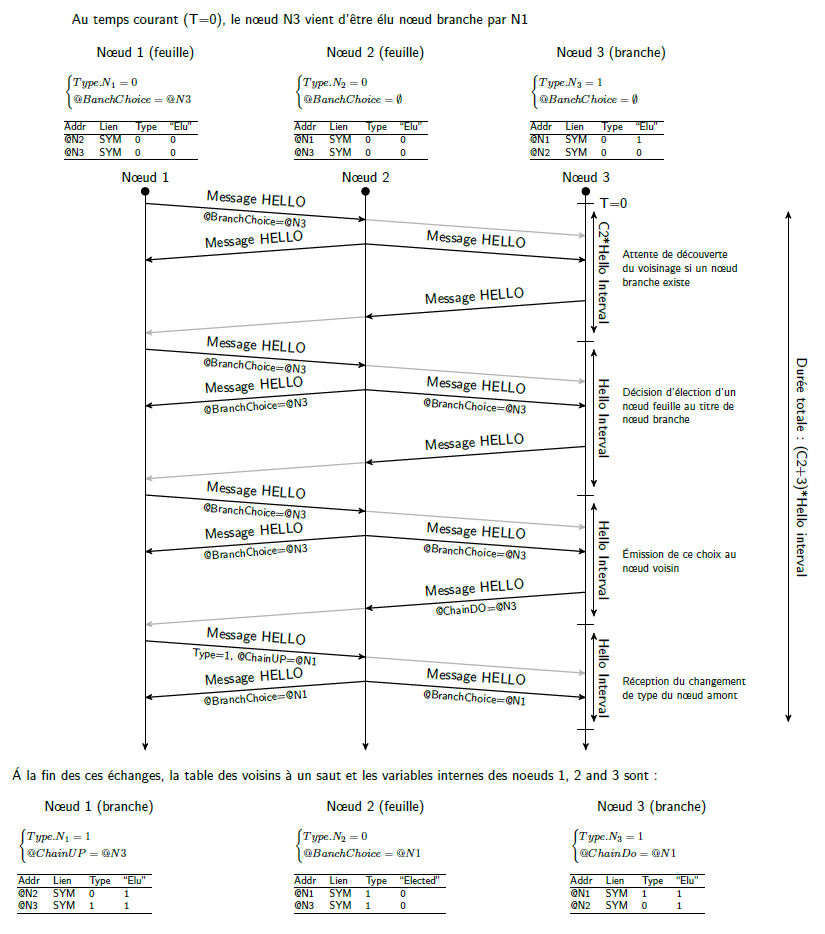 Au temps courant (T=0), le nœud N3 vient d'être élu nœud branche par N1
Nœud 1 (feuille)
Type.N1 = 0
@BanchChoice = @N3
Addr Lien Type "Elu"
@N2 SYM 0 0
@N3 SYM 0 0
Nœud 2 (feuille)
Type.N2 = 0
@BanchChoice = ∅
Addr Lien Type "Elu"
@N1 SYM 0 0
@N3 SYM 0 0
Nœud 3 (branche)
Type.N3 = 1
@BanchChoice = ∅
Addr Lien Type "Elu"
@N1 SYM 0 1
@N2 SYM 0 0
Nœud 1 Nœud 2 Nœud 3
T=0
Message HELLO
@BranchChoice=@N3
Message HELLO
Message HELLO
Message HELLO
C2*Hello Interval
Attente de découverte
du voisinage si un nœud
branche existe
Message HELLO
@BranchChoice=@N3
Message HELLO
@BranchChoice=@N3
Message HELLO
@BranchChoice=@N3
Message HELLO
Hello Interval
Décision d'élection d'un
nœud feuille au titre de
nœud branche
Message HELLO
@BranchChoice=@N3
Message HELLO
@BranchChoice=@N3
Message HELLO
@BranchChoice=@N3
Message HELLO
@ChainDO=@N3
Hello Interval
Émission de ce choix au
nœud voisin
Message HELLO
Type=1, @ChainUP=@N1
Message HELLO
@BranchChoice=@N1
Message HELLO
@BranchChoice=@N1
Hello Interval
Réception du changement
de type du nœud amont
Durée totale : (C2+3)*Hello interval
Á la fin des ces échanges, la table des voisins à un saut et les variables internes des noeuds 1, 2 and 3 sont :
Nœud 1 (branche)
Type.N1 = 1
@ChainUP = @N3
Addr Lien Type "Elu"
@N2 SYM 0 1
@N3 SYM 1 1
Nœud 2 (feuille)
Type.N2 = 0
@BanchChoice = @N1
Addr Lien Type "Elected"
@N1 SYM 1 0
@N3 SYM 1 0
Nœud 3 (branche)
Type.N3 = 1
@ChainDo = @N1
Addr Lien Type "Elu"
@N1 SYM 1 1
@N2 SYM 0 1